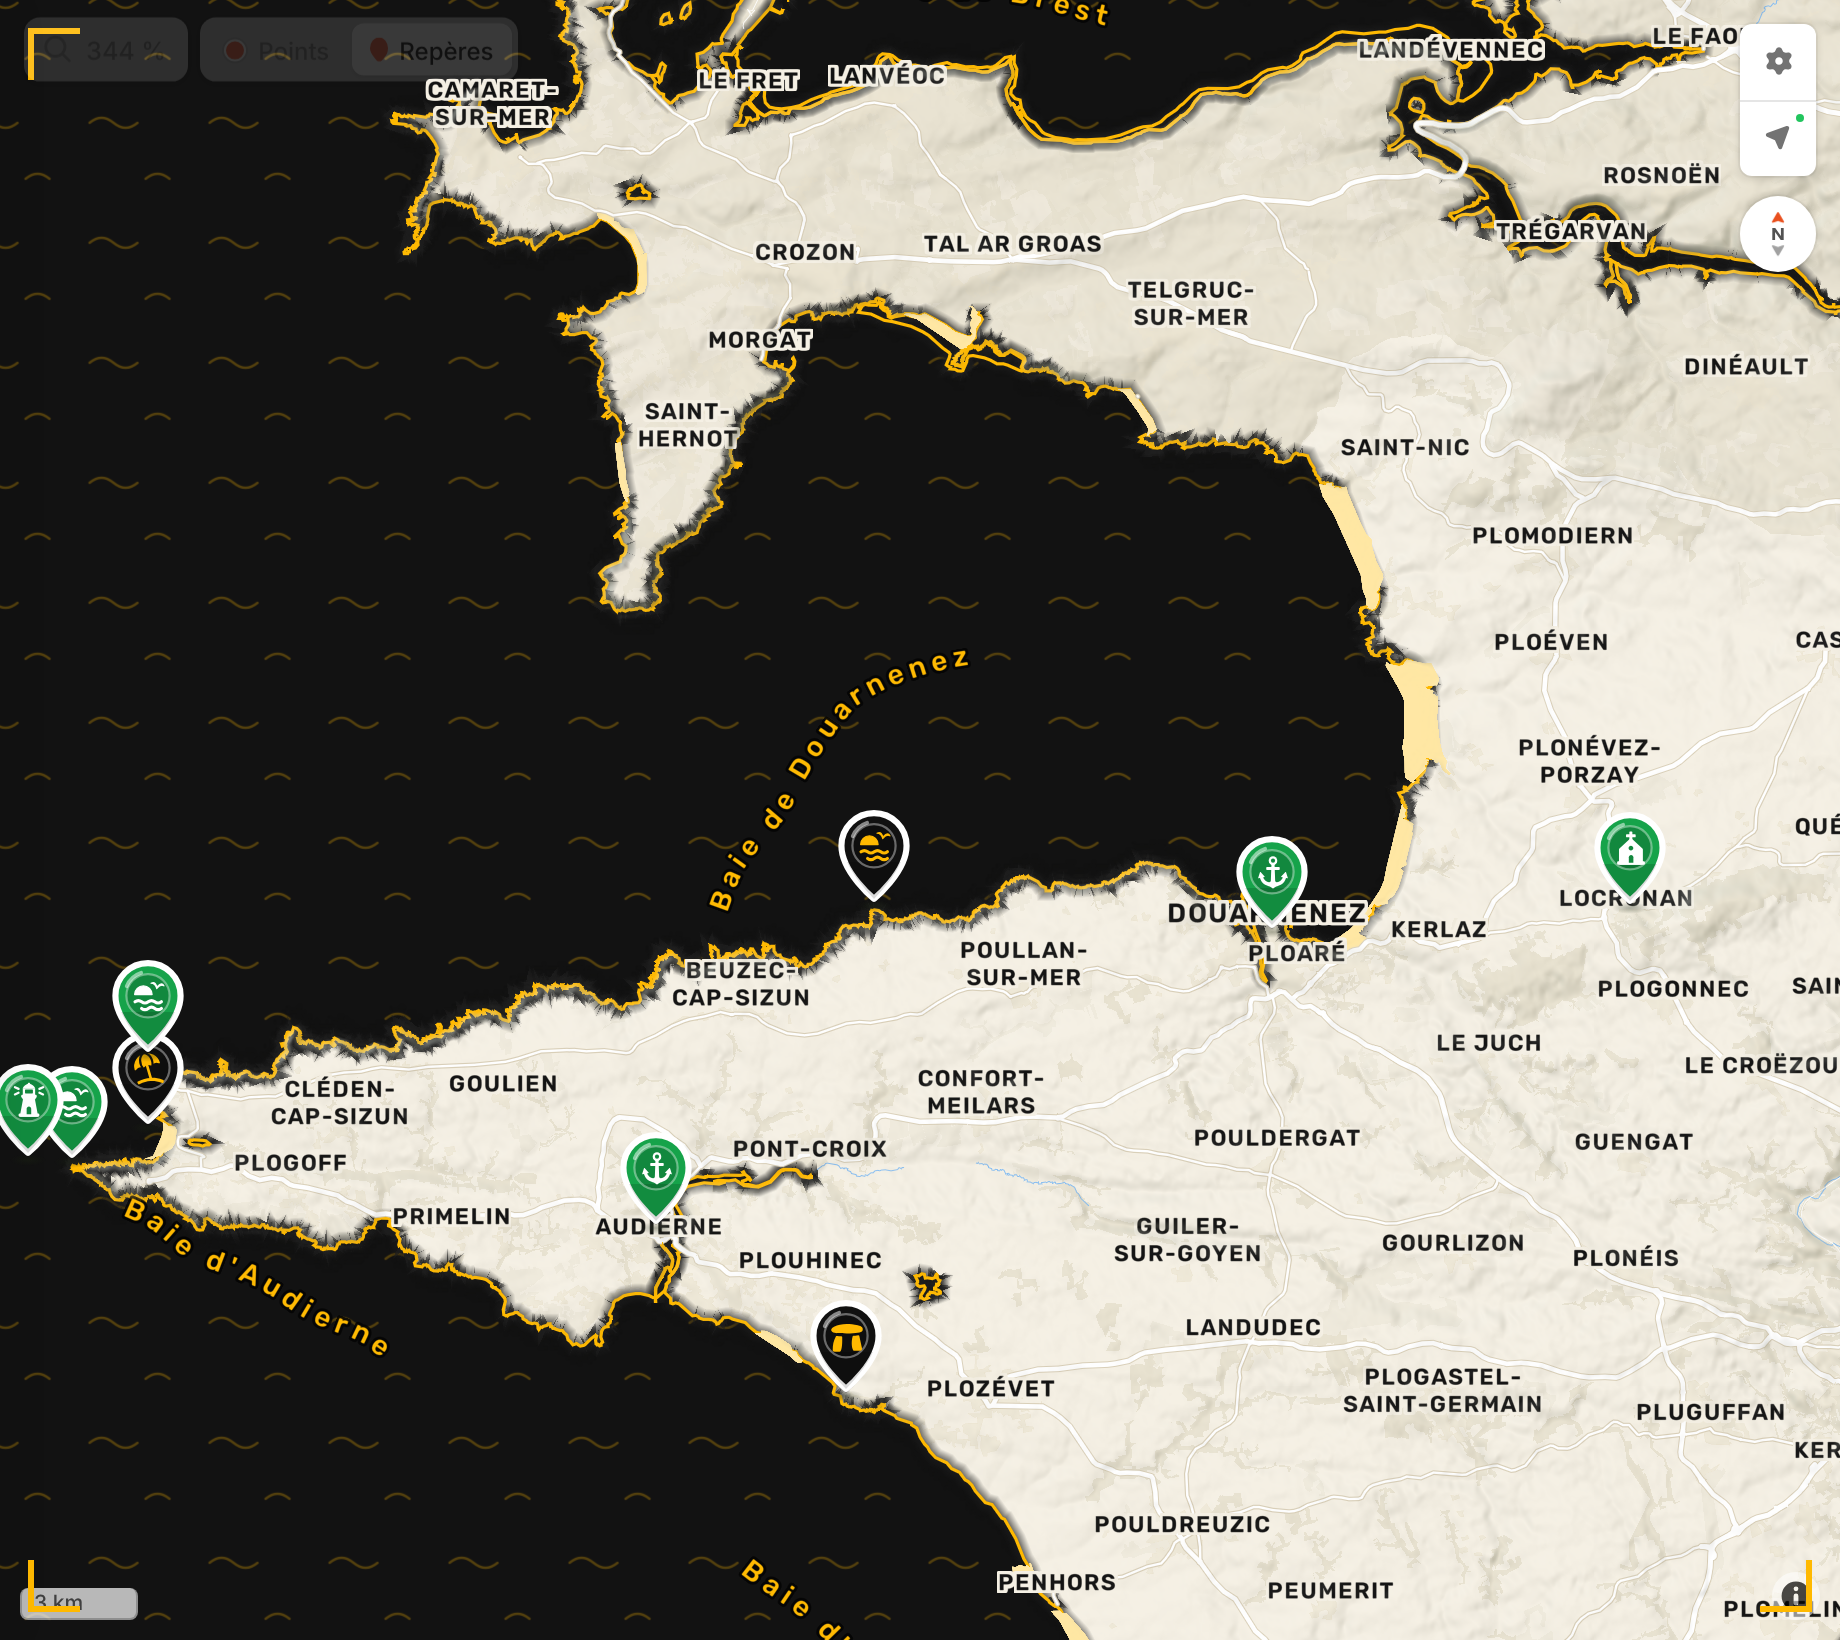 Brest
344 %
Points
Repères
LANDÉVENNEC
LE FAO
LE FRET
LANVÉOC
CAMARET-
SUR-MER
ROSNOËN
TRÉGARVAN
N
CROZON
TAL AR GROAS
TELGRUC-
SUR-MER
MORGAT
DINÉAULT
SAINT-
HERNOT
SAINT-NIC
PLOMODIERN
PLOÉVEN
CAS
Baie de Douarnenez
PLONÉVEZ-
PORZAY
QUÉ
LOCRONAN
DOUARNENEZ
KERLAZ
PLOARÉ
POULLAN-
SUR-MER
BEUZEC-
CAP-SIZUN
PLOGONNEC
SAIN
LE JUCH
LE CROËZOU
CLÉDEN-
CAP-SIZUN
GOULIEN
CONFORT-
MEILARS
POULDERGAT
GUENGAT
PONT-CROIX
PLOGOFF
PRIMELIN
AUDIERNE
GUILER-
SUR-GOYEN
GOURLIZON
PLONÉIS
PLOUHINEC
Baie d'Audierne
LANDUDEC
PLOZÉVET
PLOGASTEL-
SAINT-GERMAIN
PLUGUFFAN
KER
POULDREUZIC
PENHORS
PEUMERIT
Baie d'
3 km
PLOMELIN